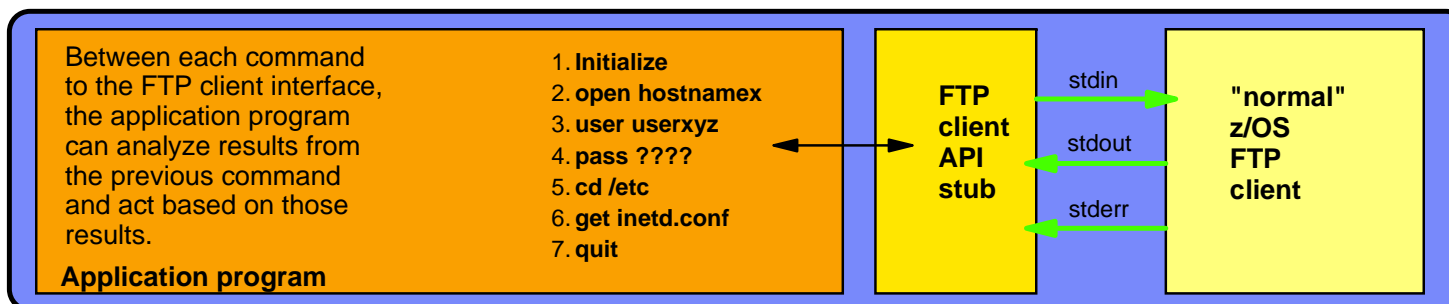 Between each command
to the FTP client interface,
the application program
can analyze results from
the previous command
and act based on those
results.
Application program
1. Initialize
2. open hostnamex
3. user userxyz
4. pass ????
5. cd /etc
6. get inetd.conf
7. quit
FTP
client
API
stub
stdin
stdout
stderr
"normal"
z/OS
FTP
client